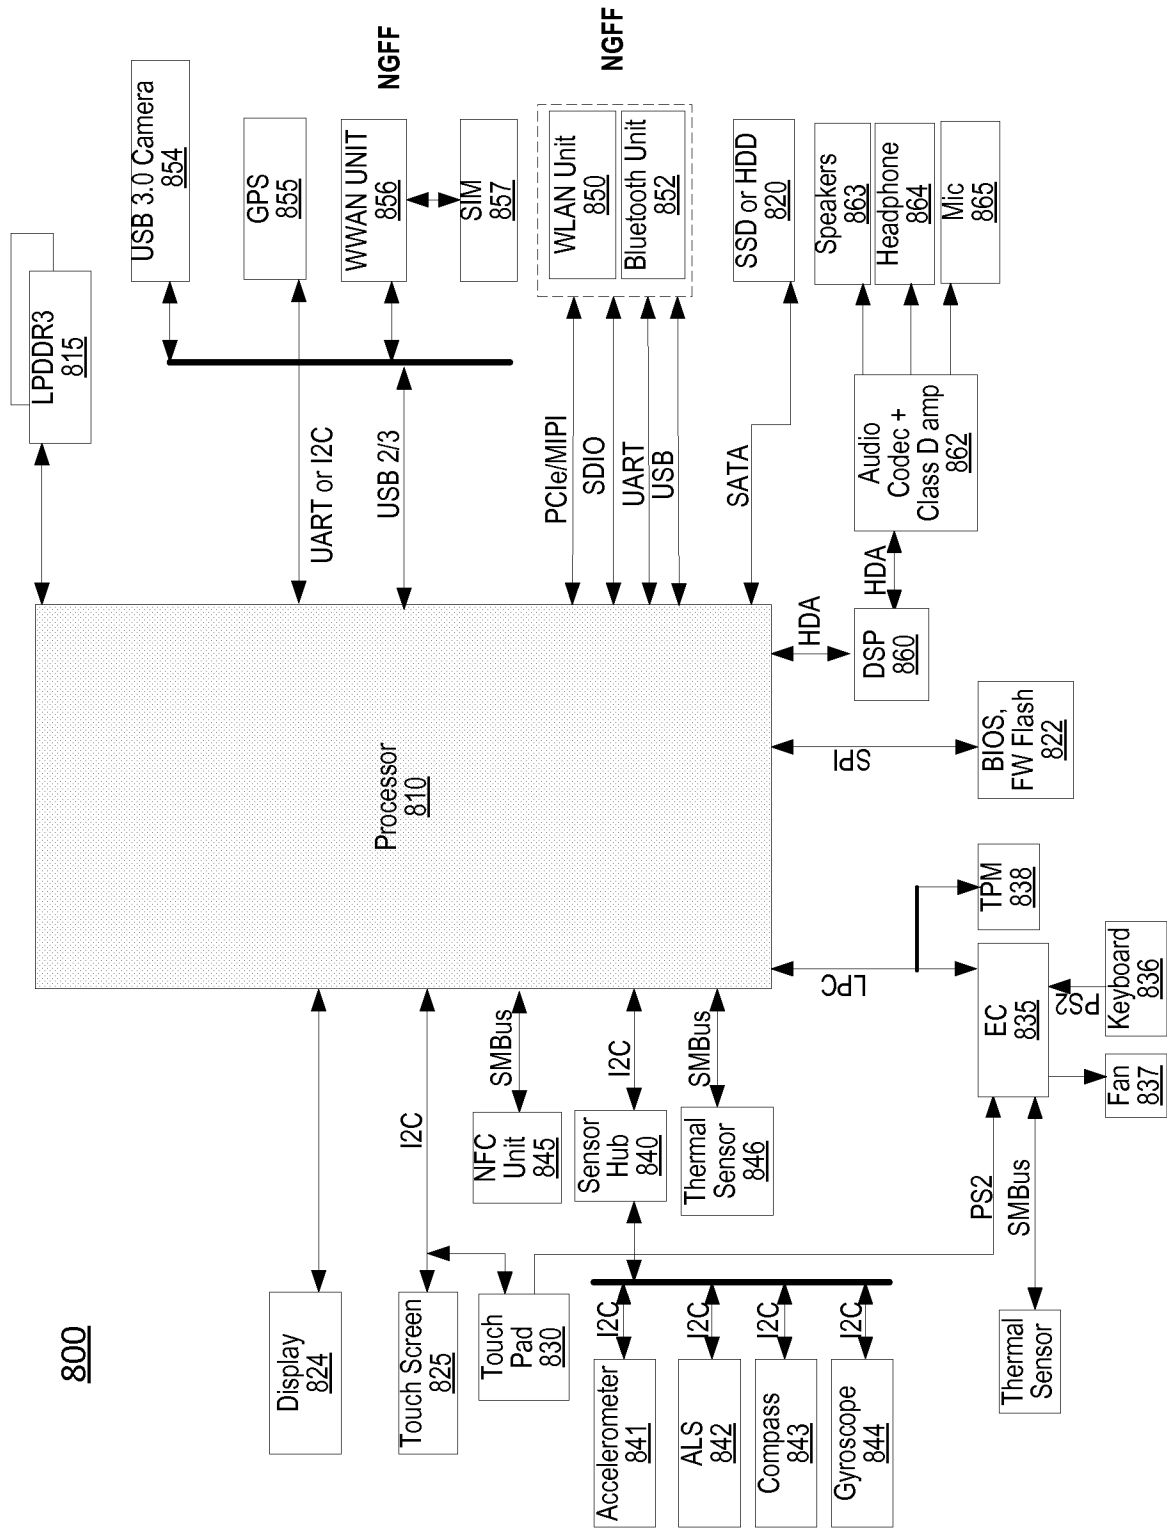 800
LPDDR3
815
USB 3.0 Camera
854
GPS
855
WWAN UNIT
856
NGFF
SIM
857
NGFF
WLAN Unit
850
Bluetooth Unit
852
SSD or HDD
820
Speakers
863
Headphone
864
Mic
865
UART or I2C
USB 2/3
PCIe/MIPI
SDIO
UART
USB
SATA
Audio
Codec +
Class D amp
862
HDA
HDA
DSP
860
Processor
810
SPI
BIOS,
FW Flash
822
LPC
TPM
838
EC
835
PS2
Keyboard
836
Fan
837
I2C
SMBus
I2C
SMBus
NFC
Unit
845
Sensor
Hub
840
Thermal
Sensor
846
PS2
SMBus
Display
824
Touch Screen
825
Touch
Pad
830
I2C
I2C
I2C
I2C
Accelerometer
841
ALS
842
Compass
843
Gyroscope
844
Thermal
Sensor